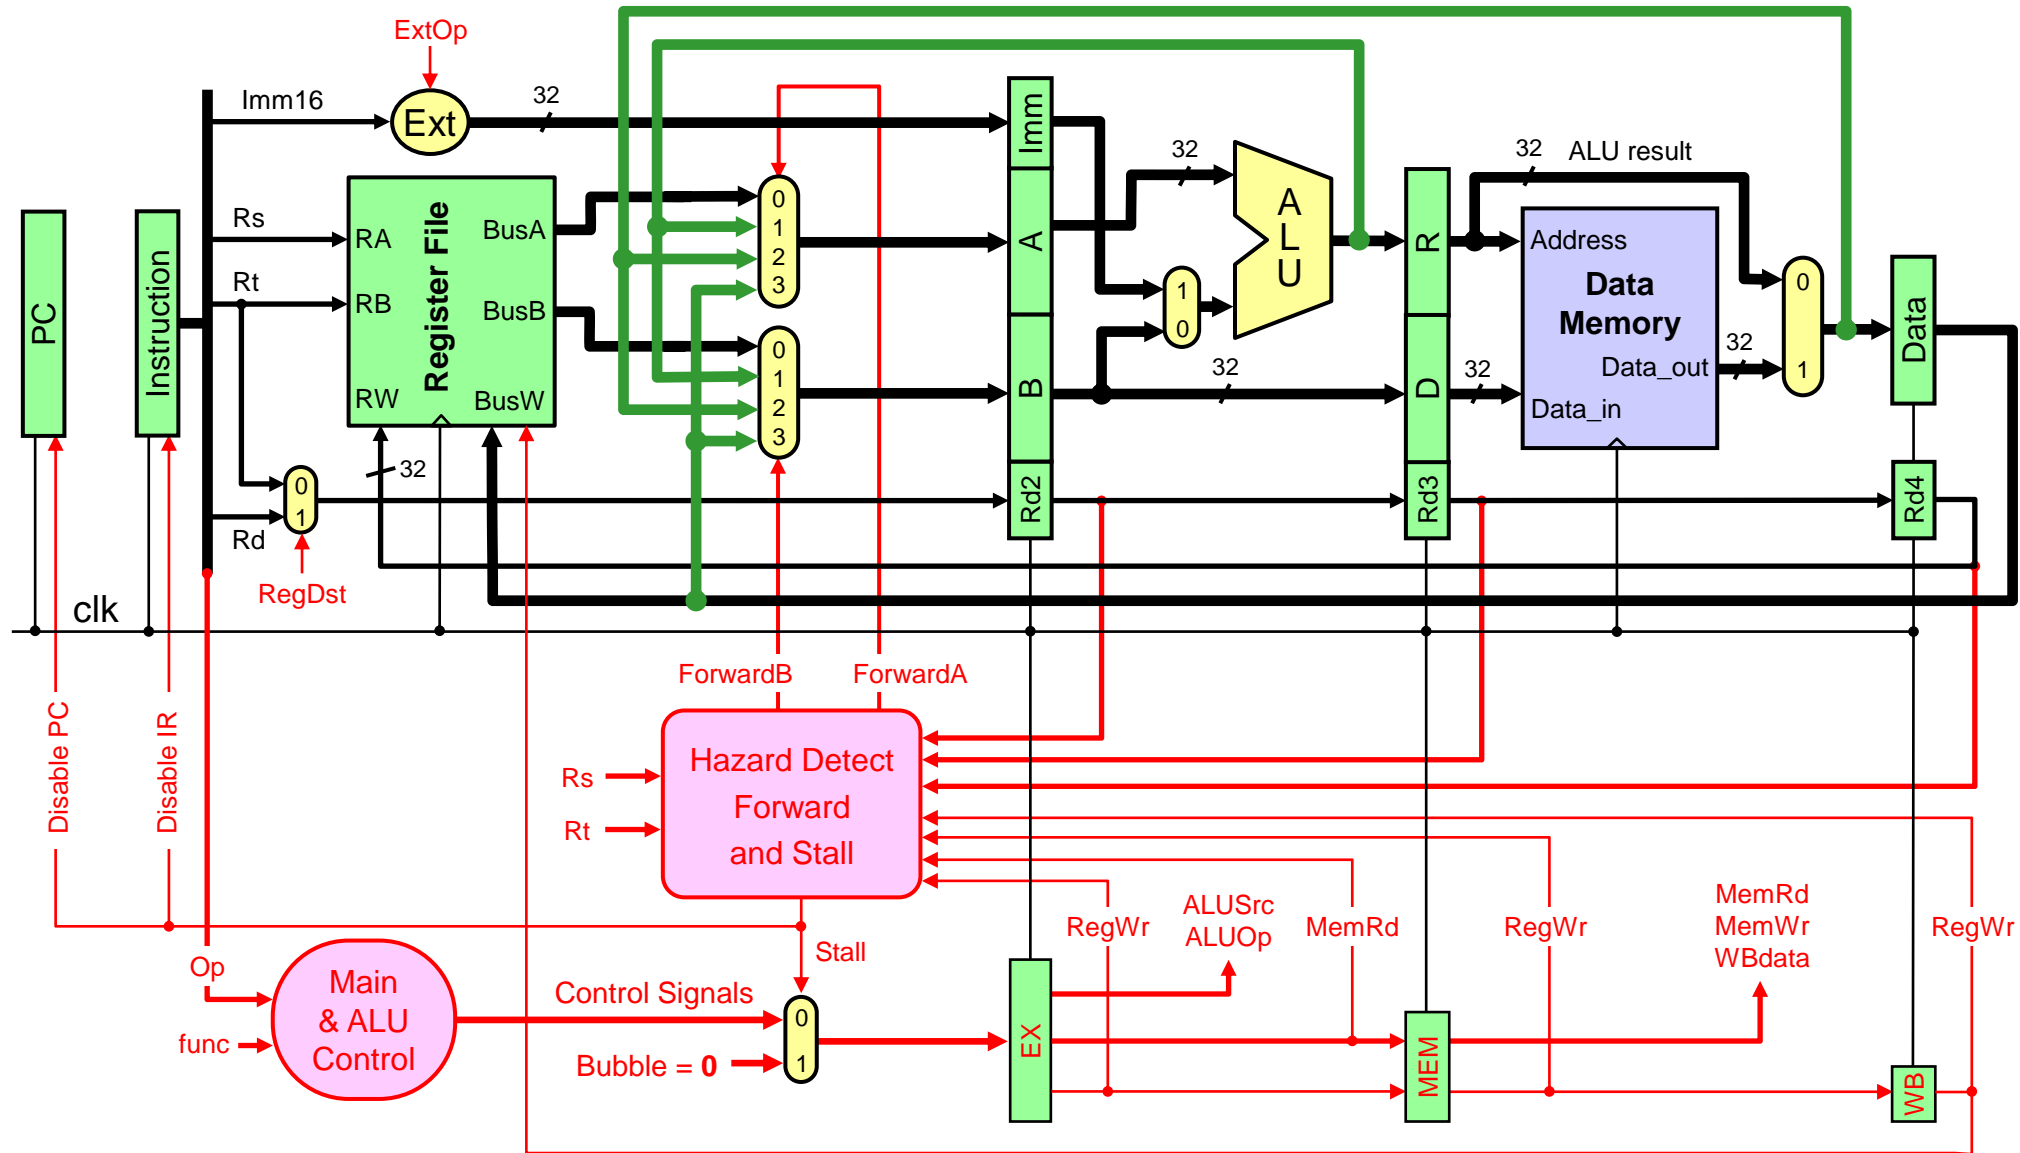 ExtOp
Imm16
Ext
32
Imm
32
32
ALU result
Rs
Rt
RA
RB
RW
Register File
BusA
BusB
BusW
0
1
2
3
0
1
2
3
A
B
1
0
A
L
U
R
D
32
32
Address
Data
Memory
Data_out
Data_in
32
0
1
Data
PC
Instruction
32
0
1
Rd
RegDst
Rd2
Rd3
Rd4
clk
ForwardB
ForwardA
Disable PC
Disable IR
Hazard Detect
Forward
and Stall
Rs
Rt
RegWr
ALUSrc
ALUOp
MemRd
RegWr
MemRd
MemWr
WBdata
RegWr
Stall
Op
func
Main
& ALU
Control
Control Signals
Bubble = 0
0
1
EX
MEM
WB